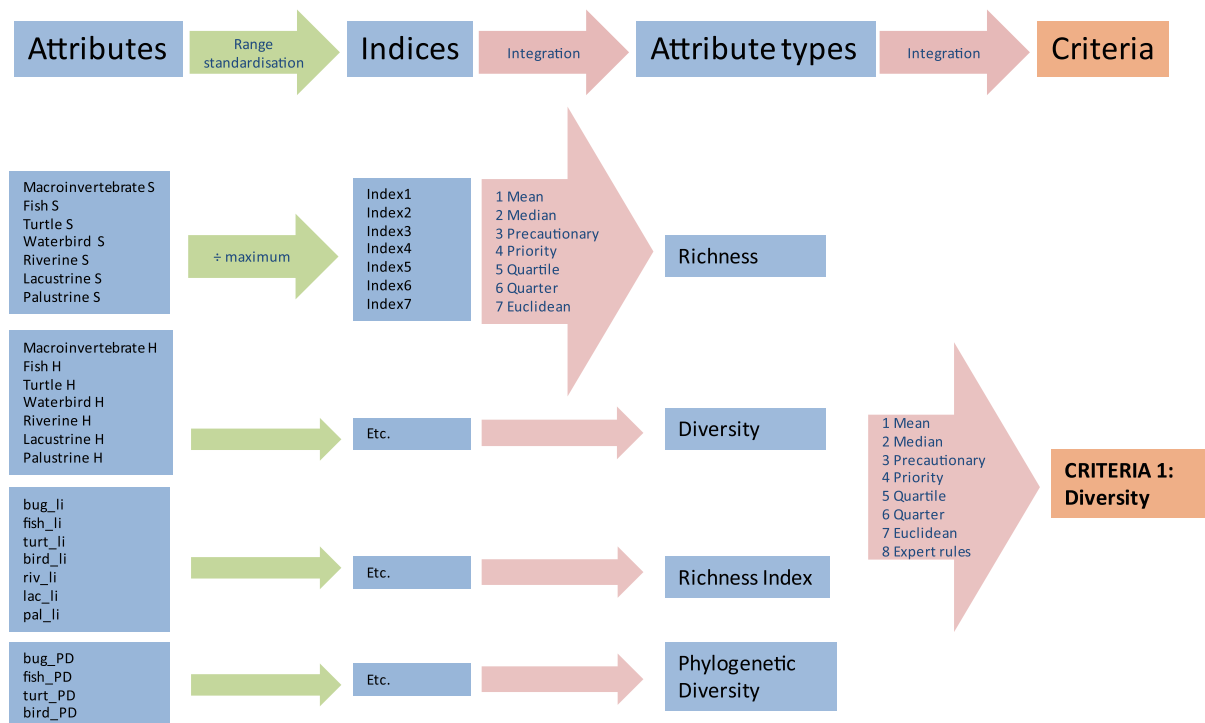 Attributes
Range
standardisation
Indices
Integration
Attribute types
Integration
Criteria
Macroinvertebrate S
Fish S
Turtle S
Waterbird S
Riverine S
Lacustrine S
Palustrine S
÷ maximum
Index1
Index2
Index3
Index4
Index5
Index6
Index7
1 Mean
2 Median
3 Precautionary
4 Priority
5 Quartile
6 Quarter
7 Euclidean
Richness
Macroinvertebrate H
Fish H
Turtle H
Waterbird H
Riverine H
Lacustrine H
Palustrine H
Etc.
Diversity
bug_li
fish_li
turt_li
bird_li
riv_li
lac_li
pal_li
Etc.
Richness Index
bug_PD
fish_PD
turt_PD
bird_PD
Etc.
Phylogenetic
Diversity
1 Mean
2 Median
3 Precautionary
4 Priority
5 Quartile
6 Quarter
7 Euclidean
8 Expert rules
CRITERIA 1:
Diversity